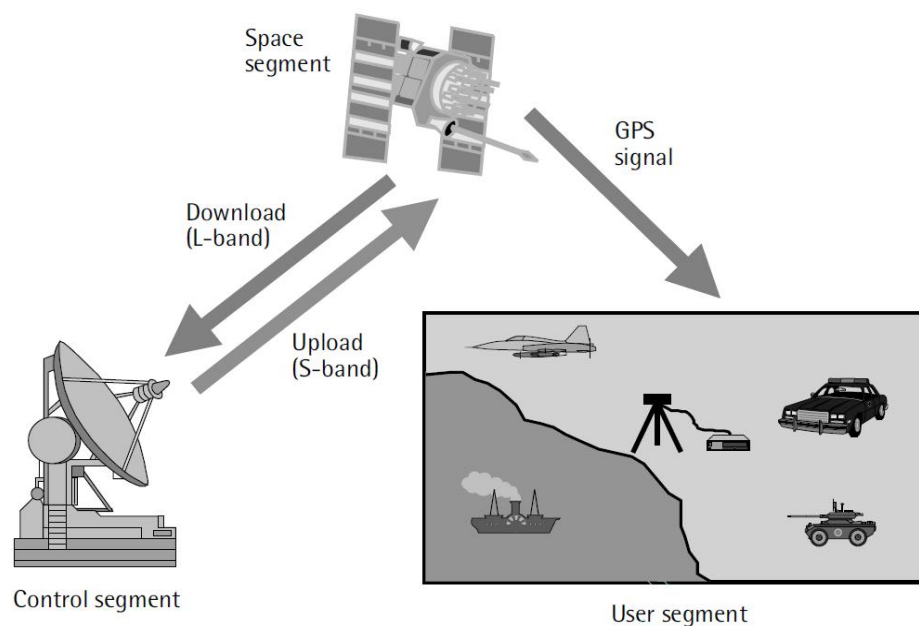 Space
segment
GPS
signal
Download
(L-band)
Upload
(S-band)
Control segment
User segment